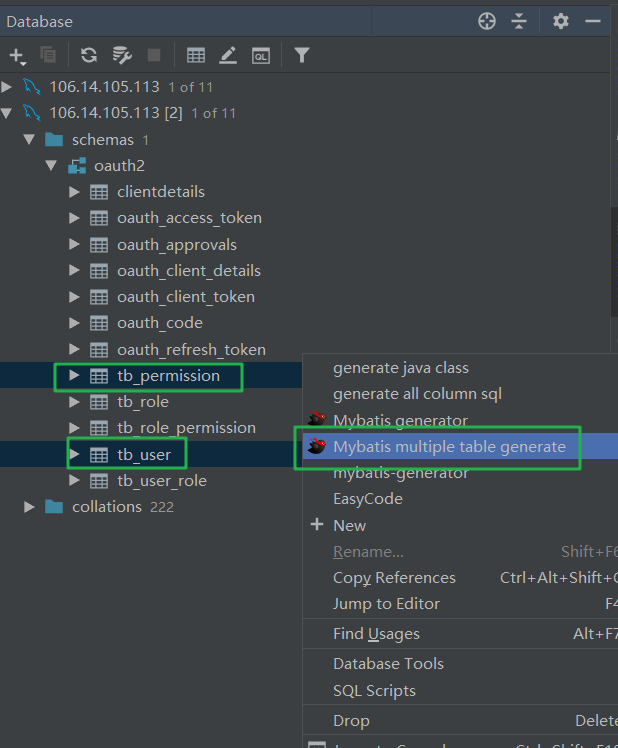 Database
106.14.105.113 1 of 11
106.14.105.113 [2] 1 of 11
schemas 1
oauth2
clientdetails
oauth_access_token
oauth_approvals
oauth_client_details
oauth_client_token
oauth_code
oauth_refresh_token
tb_permission
tb_role
tb_role_permission
tb_user
tb_user_role
collations 222
QL
generate java class
generate all column sql
Mybatis generator
Mybatis multiple table generate
mybatis-generator
EasyCode
New
Rename... Shift+F6
Copy References Ctrl+Alt+Shift+C
Jump to Editor F4
Find Usages Alt+F7
Database Tools
SQL Scripts
Drop Delete